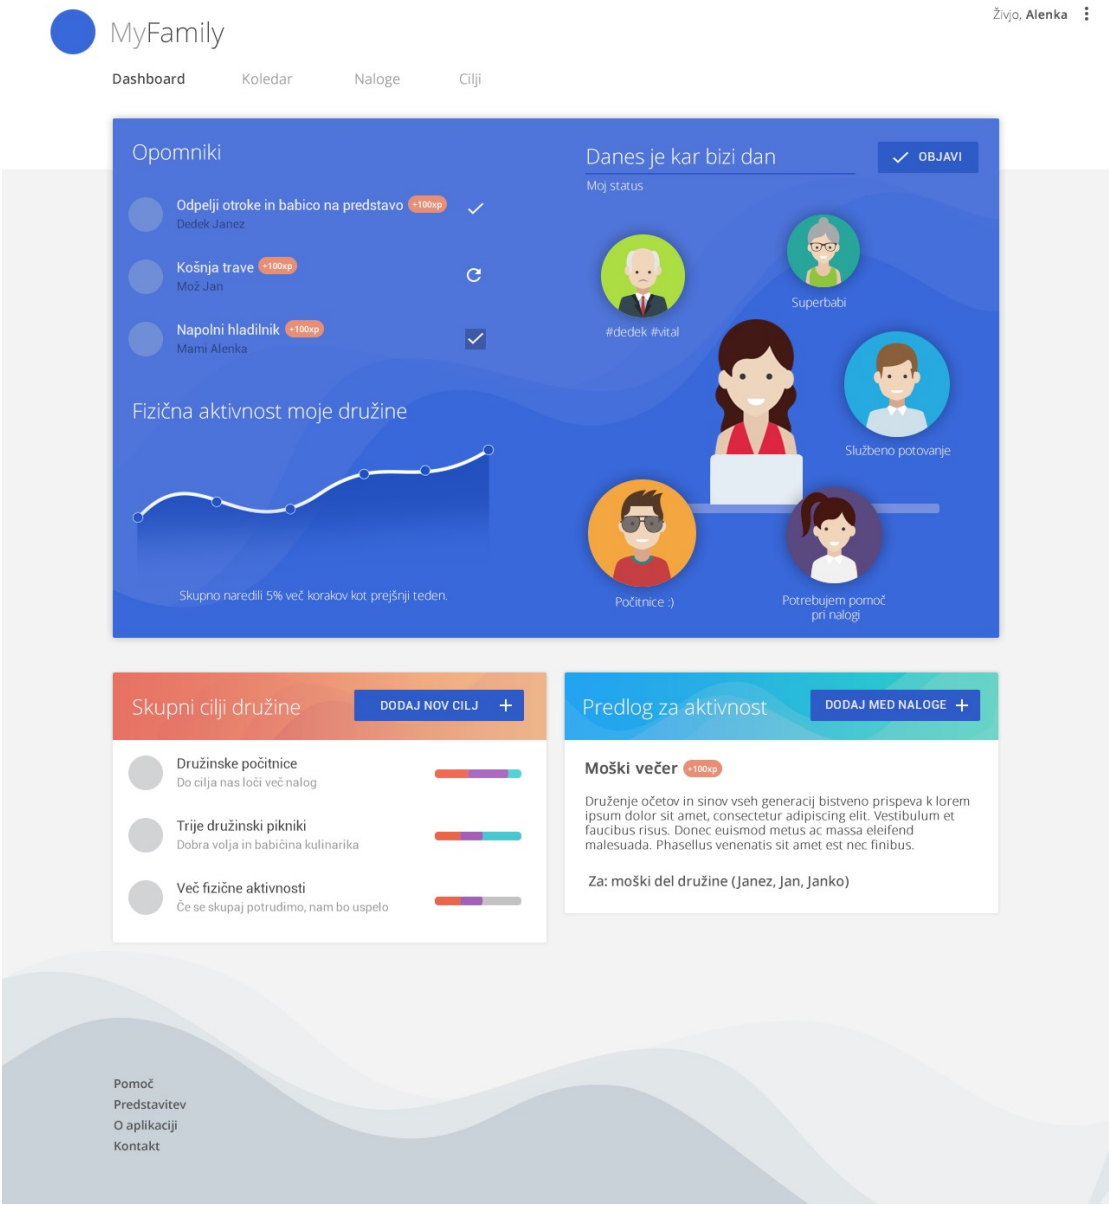 MyFamily
Živjo, Alenka
Dashboard
Koledar
Naloge
Cilji
Opomniki
Odpelji otroke in babico na predstavo +100xp
Dedek Janez
Košnja trave +100xp
Mož Jan
Napolni hladilnik +100xp
Mami Alenka
Fizična aktivnost moje družine
Skupno naredili 5% več korakov kot prejšnji teden.
Danes je kar bizi dan
OBJAVI
Moj status
Superbabi
#dedek #vital
Službeno potovanje
Počitnice :)
Potrebujem pomoč
pri nalogi
Skupni cilji družine
DODAJ NOV CILJ +
Družinske počitnice
Do cilja nas loči več nalog
Trije družinski pikniki
Dobra volja in babičina kulinarika
Več fizične aktivnosti
Če se skupaj potrudimo, nam bo uspelo
Predlog za aktivnost
DODAJ MED NALOGE +
Moški večer +100xp
Druženje očetov in sinov vseh generacij bistveno prispeva k lorem
ipsum dolor sit amet, consectetur adipiscing elit. Vestibulum et
faucibus risus. Donec euismod metus ac massa eleifend
malesuada. Phasellus venenatis sit amet est nec finibus.
Za: moški del družine (Janez, Jan, Janko)
Pomoč
Predstavitev
O aplikaciji
Kontakt